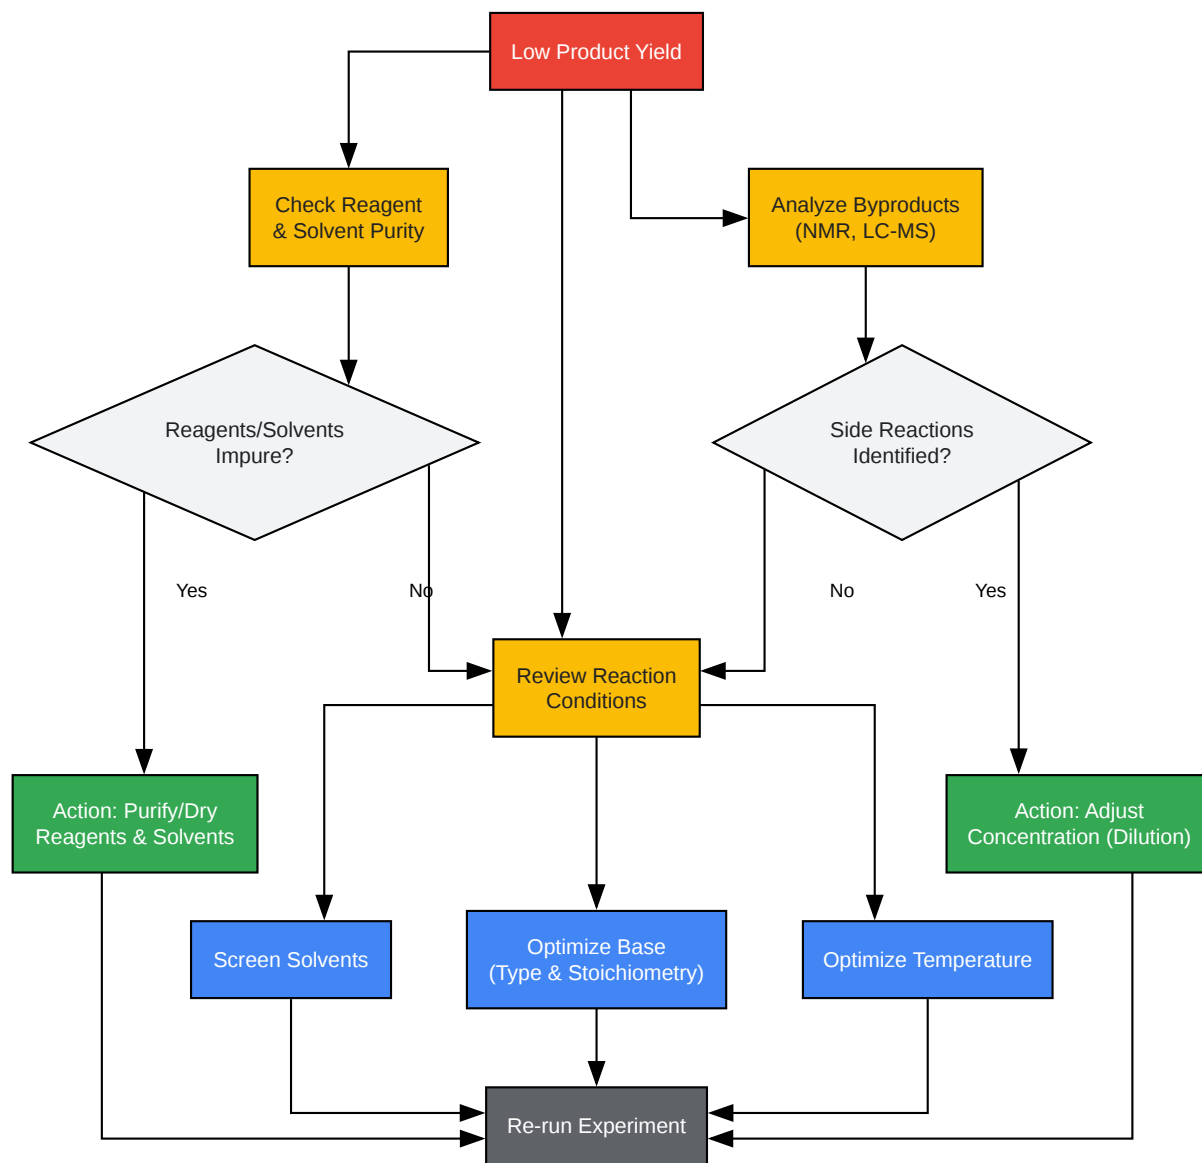 Low Product Yield
Check Reagent
& Solvent Purity
Analyze Byproducts
(NMR, LC-MS)
Reagents/Solvents
Impure?
Side Reactions
Identified?
Yes
No
No
Yes
Review Reaction
Conditions
Action: Purify/Dry
Reagents & Solvents
Action: Adjust
Concentration (Dilution)
Screen Solvents
Optimize Base
(Type & Stoichiometry)
Optimize Temperature
Re-run Experiment